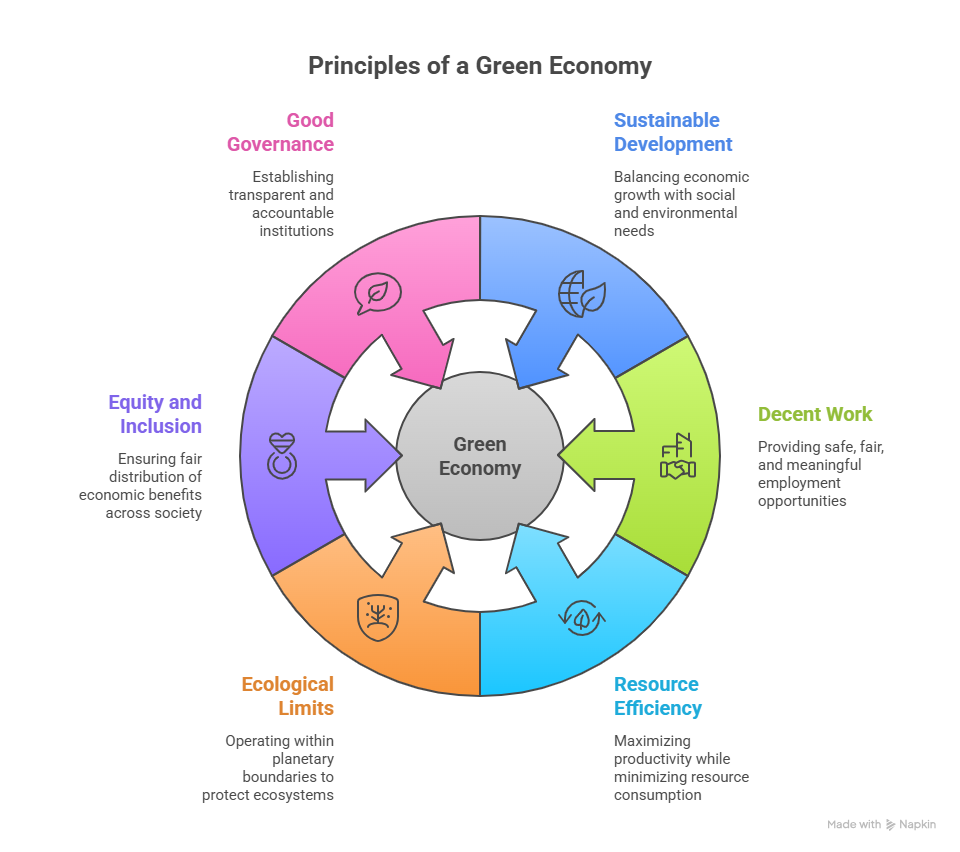 Principles of a Green Economy
Good
Governance
Establishing
transparent and
accountable
institutions
Sustainable
Development
Balancing economic
growth with social
and environmental
needs
Equity and
Inclusion
Ensuring fair
distribution of
economic benefits
across society
Green
Economy
Decent Work
Providing safe, fair,
and meaningful
employment
opportunities
Ecological
Limits
Operating within
planetary
boundaries to
protect ecosystems
Resource
Efficiency
Maximizing
productivity while
minimizing resource
consumption
Made with Napkin